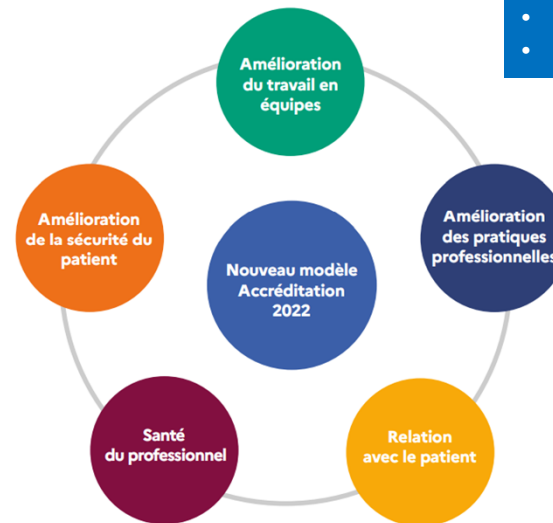 Amélioration
du travail en
équipes
Amélioration
des pratiques
professionnelles
Relation
avec le patient
Santé
du professionnel
Amélioration
de la sécurité du
patient
Nouveau modèle
Accréditation
2022